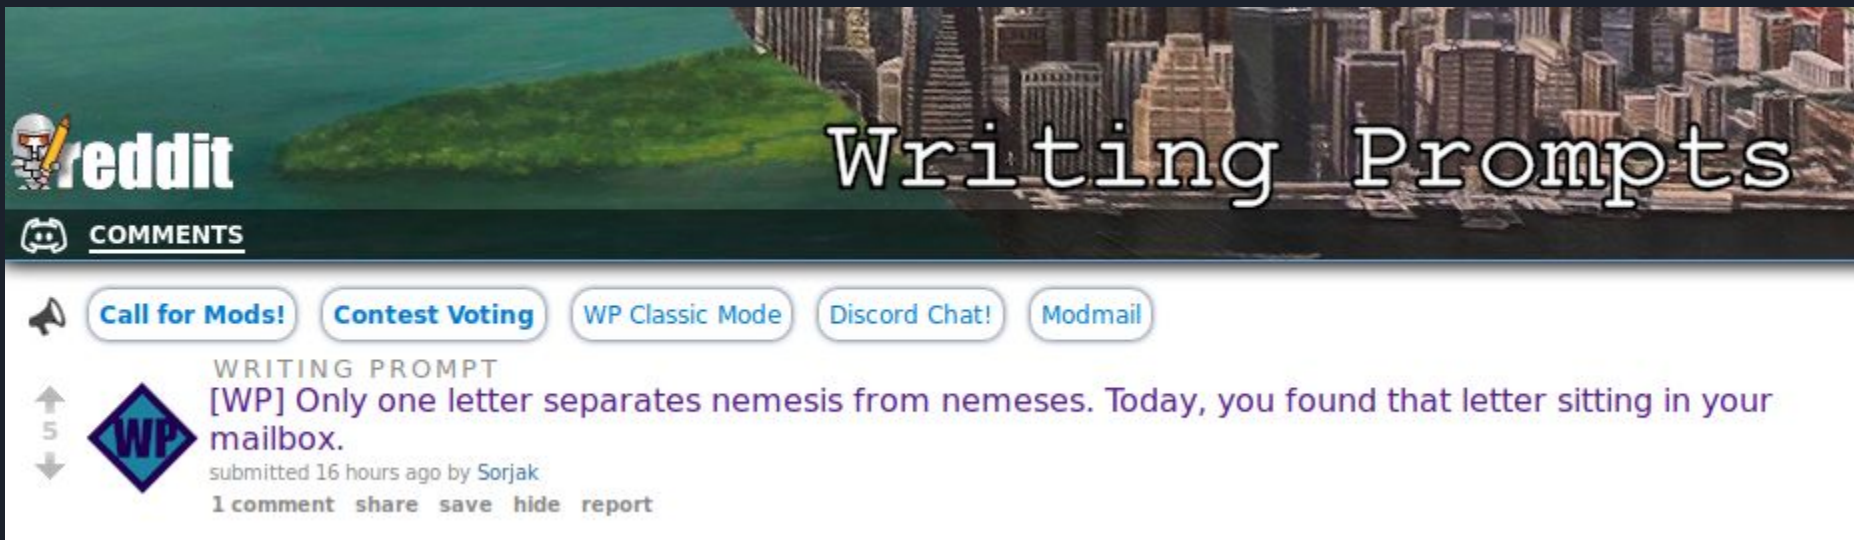 reddit
Writing Prompts
COMMENTS
Call for Mods! Contest Voting WP Classic Mode Discord Chat! Modmail
WRITING PROMPT
[WP] Only one letter separates nemesis from nemeses. Today, you found that letter sitting in your
mailbox.
5
WP
submitted 16 hours ago by Sorjak
1 comment share save hide report